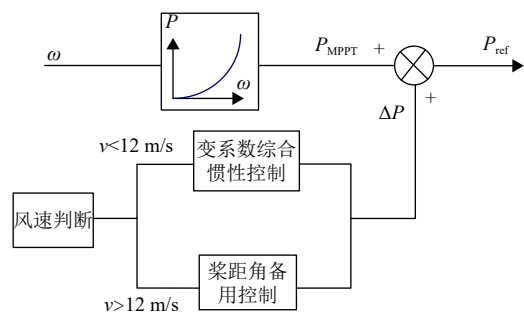 P
ω
ω
P_MPPT
+
P_ref
+
ΔP
v<12 m/s
变系数综合
惯性控制
风速判断
桨距角备
用控制
v>12 m/s